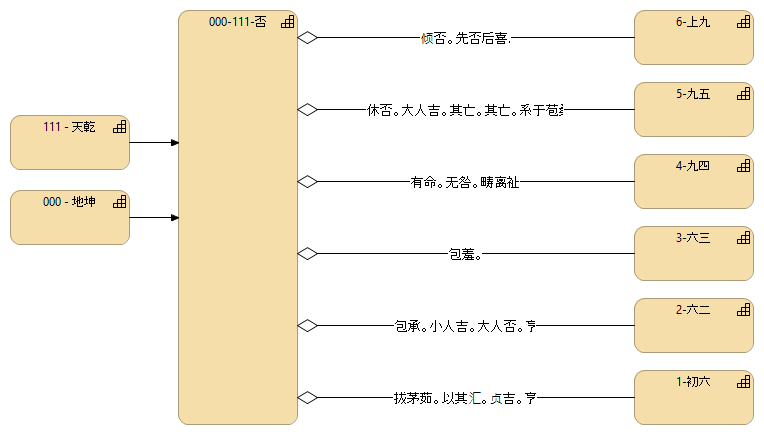 000-111-否
6-上九
倾否。先否后喜.
5-九五
休否。大人吉。其亡。其亡。系于苞
111 - 天乾
4-九四
有命。无咎。畴离祉
000 - 地坤
3-六三
包羞。
2-六二
包承。小人吉。大人否。亨
1-初六
拔茅茹。以其汇。贞吉。亨